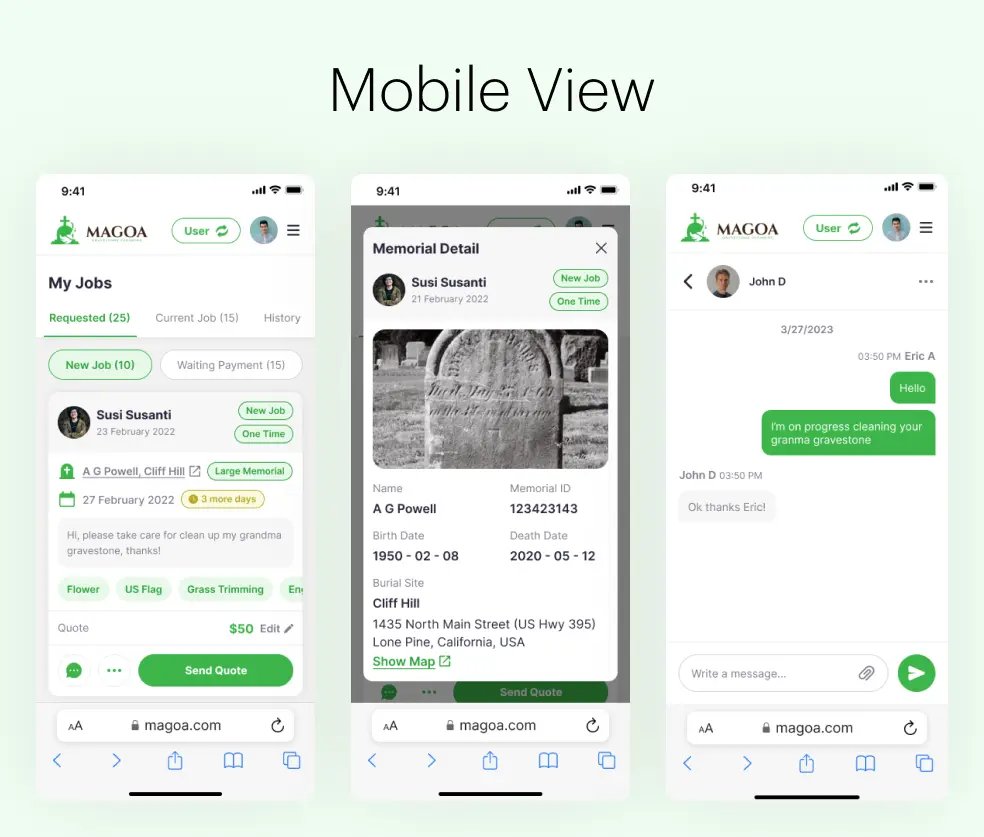 Mobile View
9:41
MAGOA
User
My Jobs
Requested (25) Current Job (15) History
New Job (10) Waiting Payment (15)
Susi Susanti
23 February 2022
New Job
One Time
A G Powell, Cliff Hill Large Memorial
27 February 2022 3 more days
Hi, please take care for clean up my grandma
gravestone, thanks!
Flower US Flag Grass Trimming
Quote $50 Edit
Send Quote
AA magoa.com
9:41
Memorial Detail
Susi Susanti
21 February 2022
New Job
One Time
Name Memorial ID
A G Powell 123423143
Birth Date Death Date
1950 - 02 - 08 2020 - 05 - 12
Burial Site
Cliff Hill
1435 North Main Street (US Hwy 395)
Lone Pine, California, USA
Show Map
Send Quote
AA magoa.com
9:41
MAGOA
User
John D
3/27/2023
03:50 PM Eric A
Hello
I'm on progress cleaning your
granma gravestone
John D 03:50 PM
Ok thanks Eric!
Write a message...
AA magoa.com